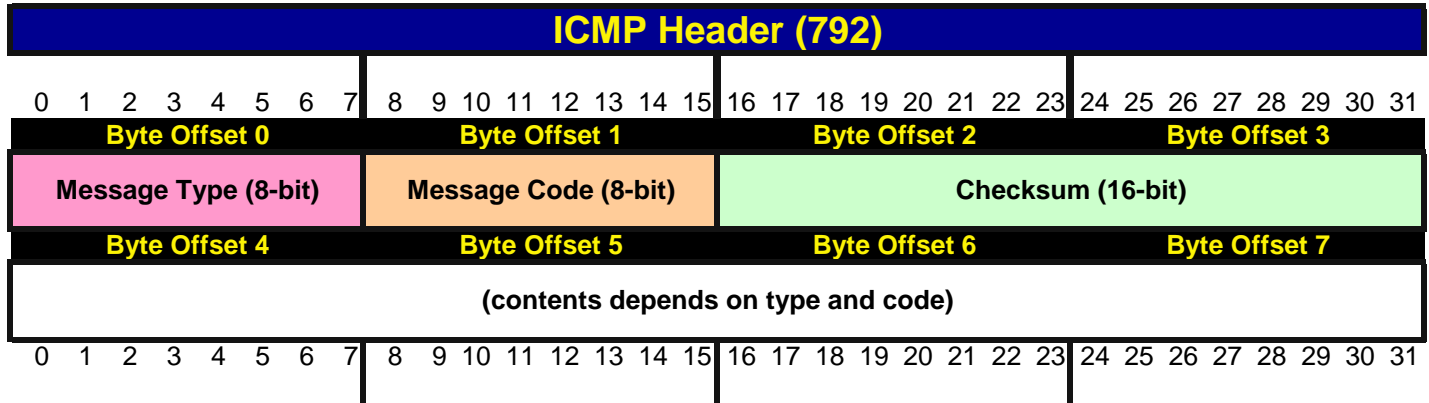 ICMP Header (792)
0 1 2 3 4 5 6 7 8 9 10 11 12 13 14 15 16 17 18 19 20 21 22 23 24 25 26 27 28 29 30 31
Byte Offset 0 Byte Offset 1 Byte Offset 2 Byte Offset 3
Message Type (8-bit) Message Code (8-bit) Checksum (16-bit)
Byte Offset 4 Byte Offset 5 Byte Offset 6 Byte Offset 7
(contents depends on type and code)
0 1 2 3 4 5 6 7 8 9 10 11 12 13 14 15 16 17 18 19 20 21 22 23 24 25 26 27 28 29 30 31